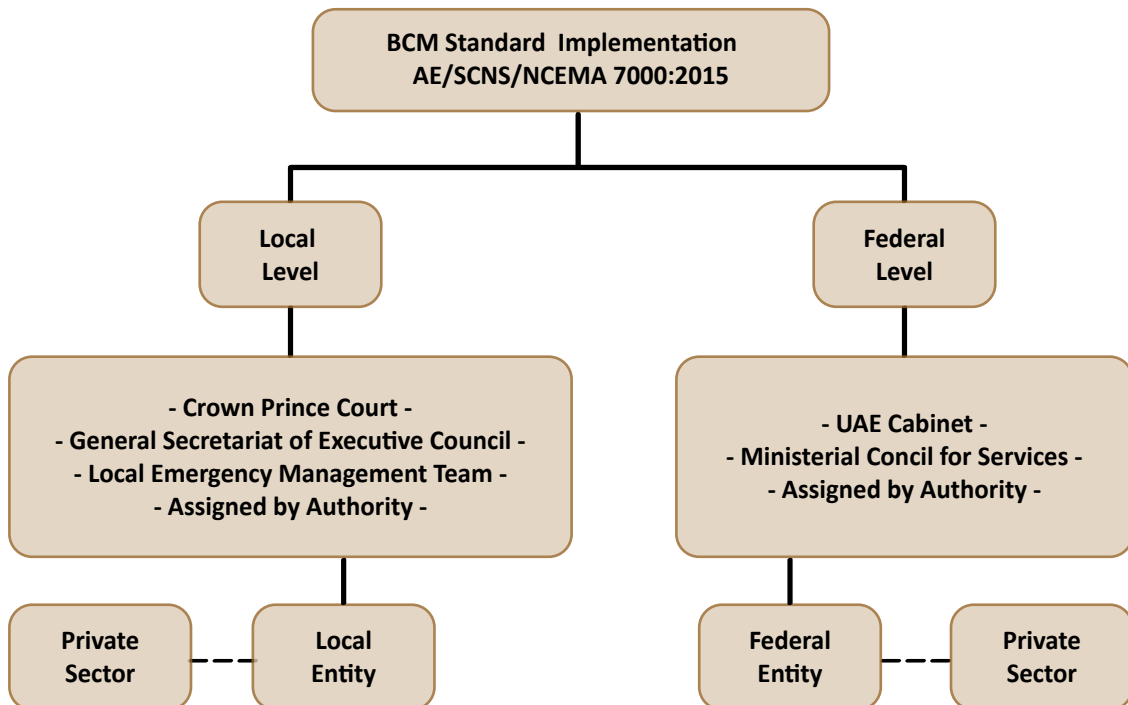 BCM Standard Implementation
AE/SCNS/NCEMA 7000:2015
Local
Level
Federal
Level
- Crown Prince Court -
- General Secretariat of Executive Council -
- Local Emergency Management Team -
- Assigned by Authority -
- UAE Cabinet -
- Ministerial Concil for Services -
- Assigned by Authority -
Private
Sector
Local
Entity
Federal
Entity
Private
Sector